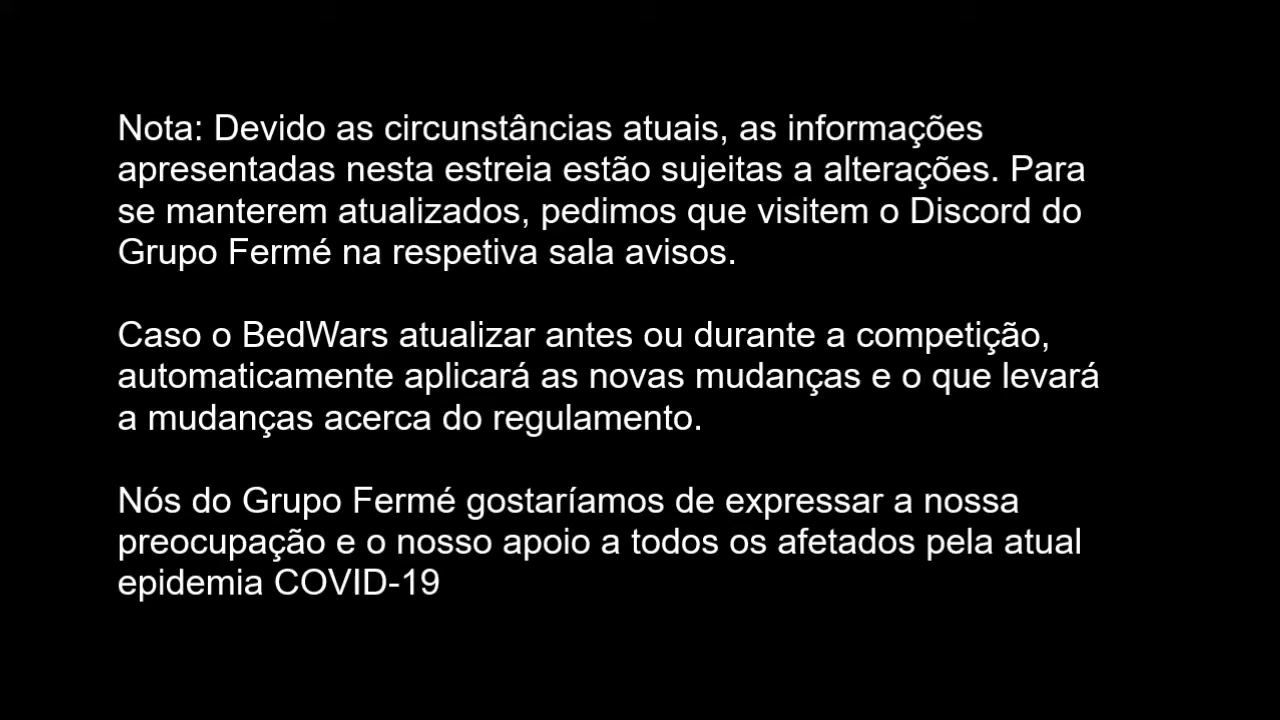 Nota: Devido as circunstâncias atuais, as informações
apresentadas nesta estreia estão sujeitas a alterações. Para
se manterem atualizados, pedimos que visitem o Discord do
Grupo Fermé na respetiva sala avisos.
Caso o BedWars atualizar antes ou durante a competição,
automaticamente aplicará as novas mudanças e o que levará
a mudanças acerca do regulamento.
Nós do Grupo Fermé gostaríamos de expressar a nossa
preocupação e o nosso apoio a todos os afetados pela atual
epidemia COVID-19